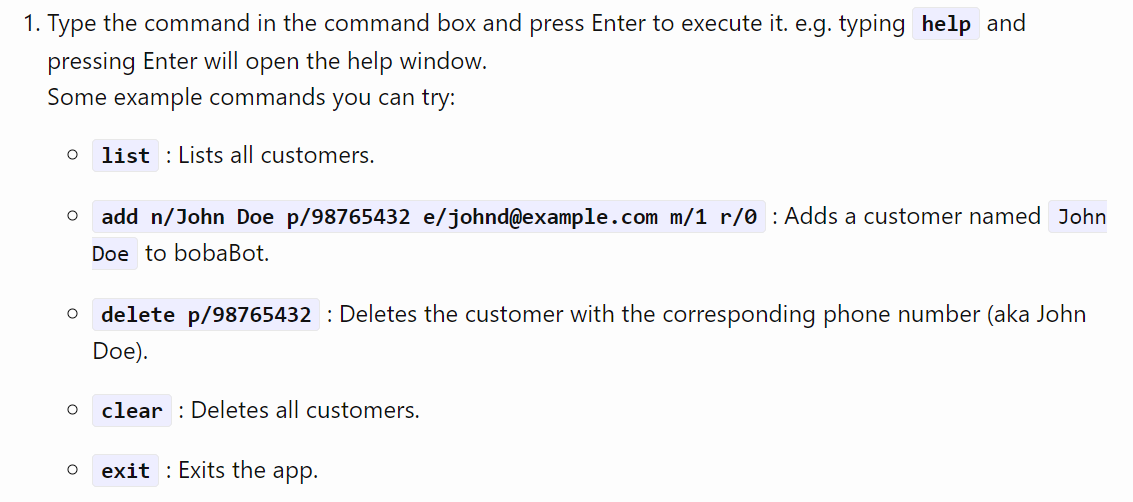 1. Type the command in the command box and press Enter to execute it. e.g. typing help and
pressing Enter will open the help window.
Some example commands you can try:
list : Lists all customers.
add n/John Doe p/98765432 e/johnd@example.com m/1 r/0 : Adds a customer named John
Doe to bobaBot.
delete p/98765432 : Deletes the customer with the corresponding phone number (aka John
Doe).
clear : Deletes all customers.
exit : Exits the app.